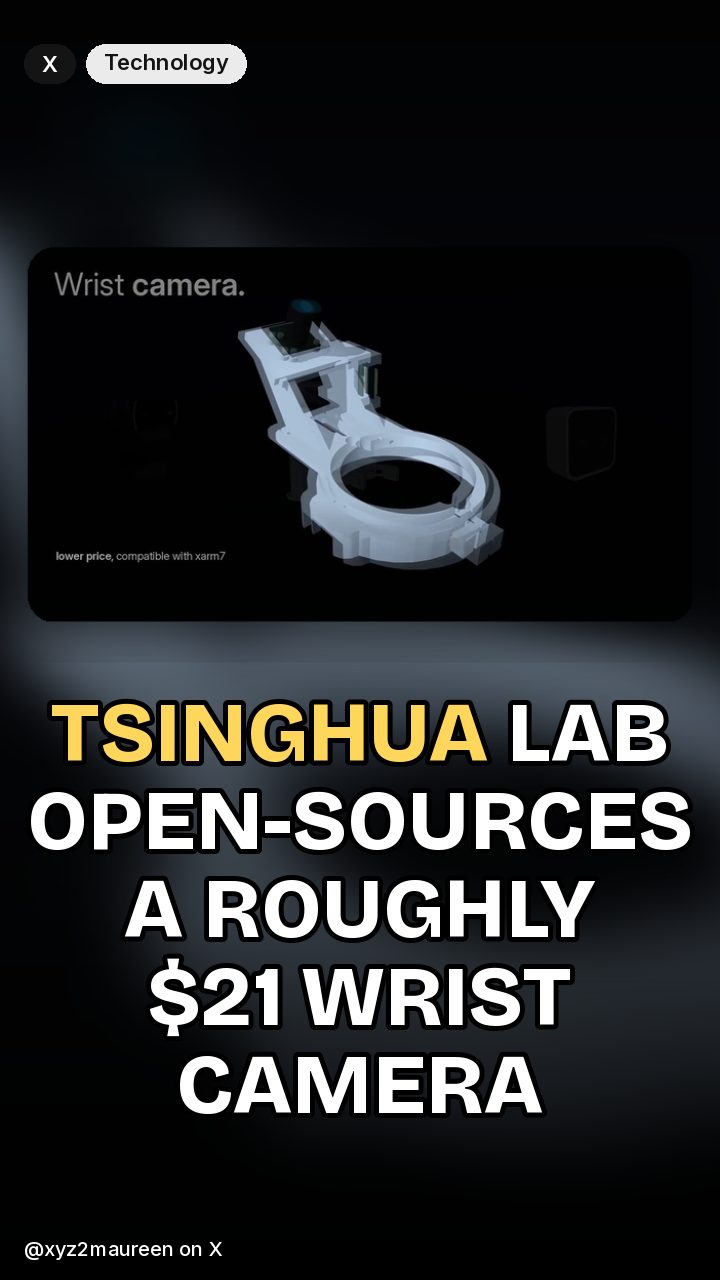 X
Technology
Wrist camera.
lower price, compatible with xarm7
TSINGHUA LAB
OPEN-SOURCES
A ROUGHLY
$21 WRIST
CAMERA
@xyz2maureen on X